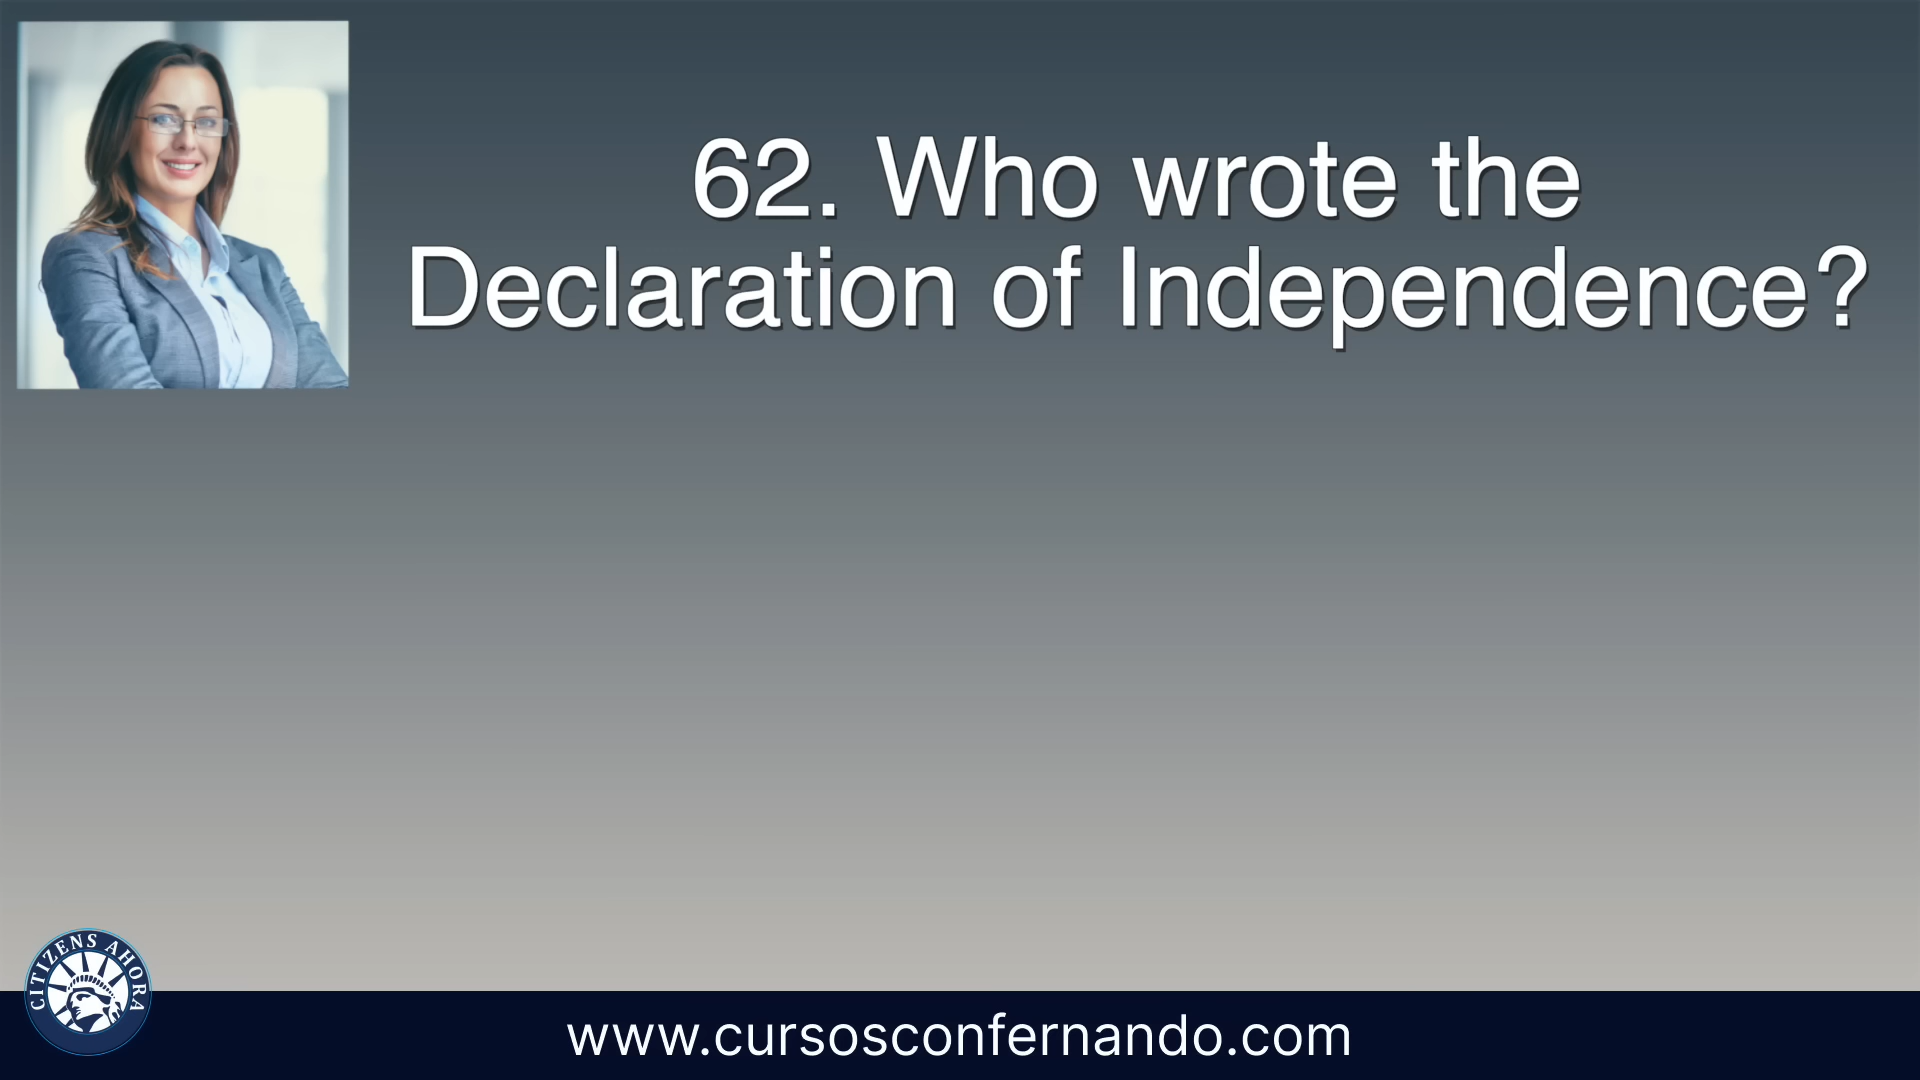 62. Who wrote the
Declaration of Independence?
CITIZENS AHORA
www.cursosconfernando.com